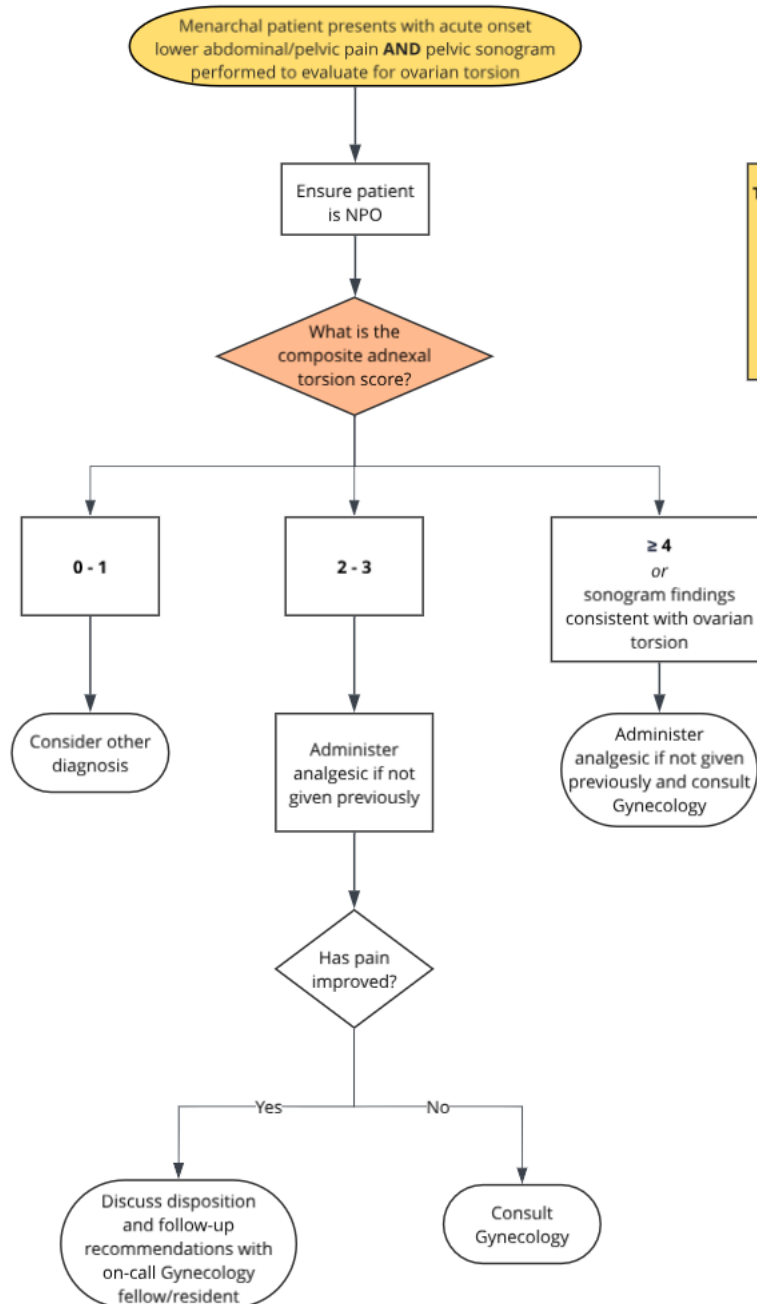 Menarchal patient presents with acute onset
lower abdominal/pelvic pain AND pelvic sonogram
performed to evaluate for ovarian torsion
Ensure patient
is NPO
T
What is the
composite adnexal
torsion score?
0 - 1
2 - 3
≥ 4
or
sonogram findings
consistent with ovarian
torsion
Consider other
diagnosis
Administer
analgesic if not
given previously
Administer
analgesic if not given
previously and consult
Gynecology
Has pain
improved?
Yes
No
Discuss disposition
and follow-up
recommendations with
on-call Gynecology
fellow/resident
Consult
Gynecology